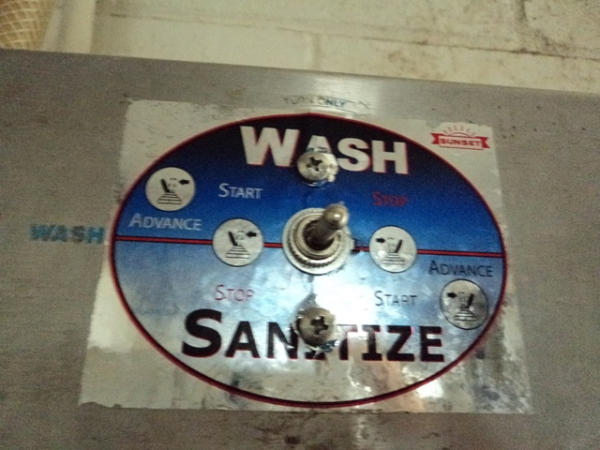 WASH
SUNSET
START
STOP
ADVANCE
WASH
ADVANCE
STOP
START
SANITIZE